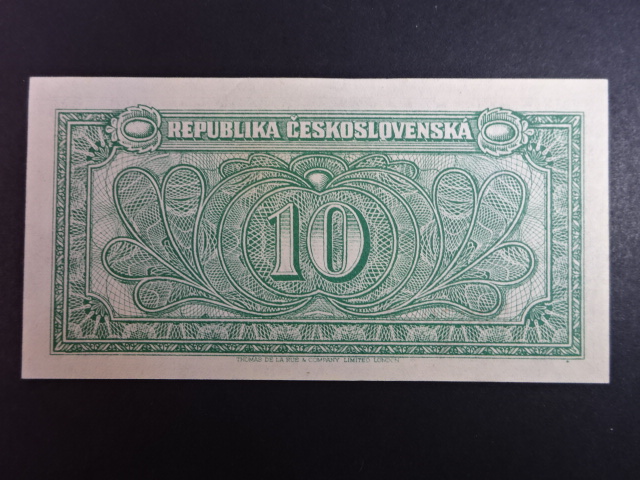 REPUBLIKA ČESKOSLOVENSKÁ
10
THOMAS DE LA RUE & COMPANY, LIMITED, LONDON.